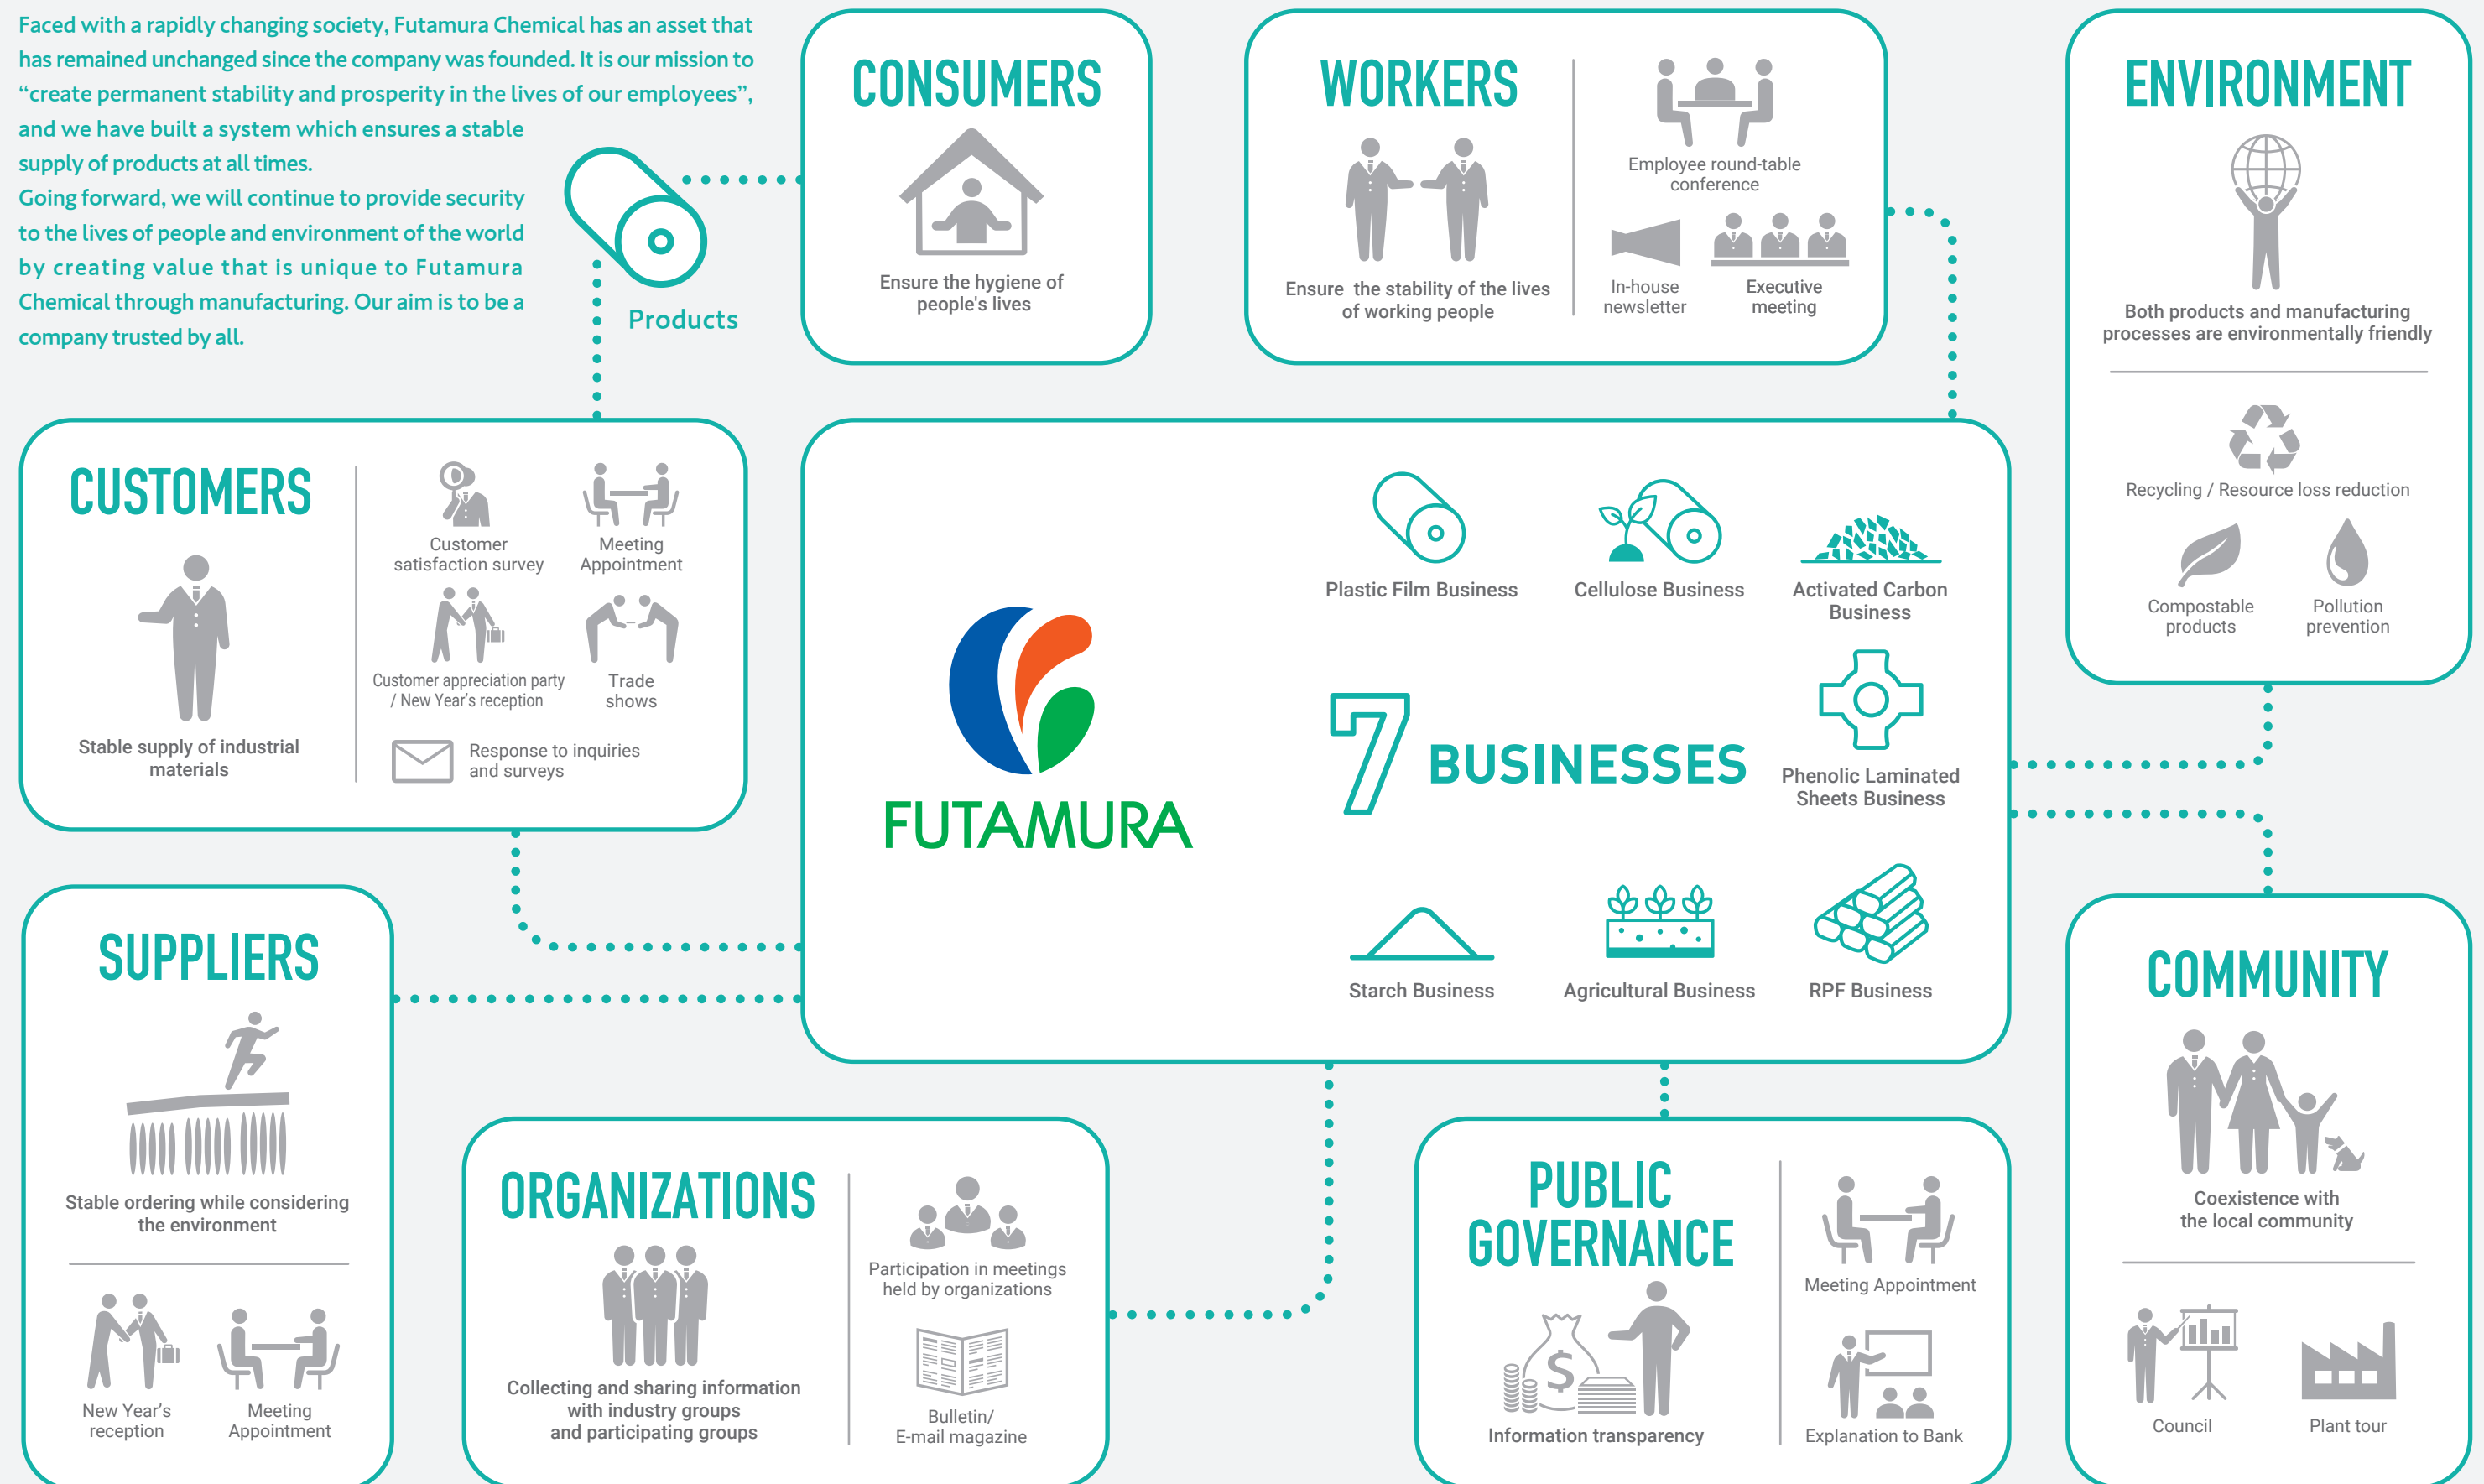 Faced with a rapidly changing society, Futamura Chemical has an asset that
has remained unchanged since the company was founded. It is our mission to
“create permanent stability and prosperity in the lives of our employees”,
and we have built a system which ensures a stable
supply of products at all times.
Going forward, we will continue to provide security
to the lives of people and environment of the world
by creating value that is unique to Futamura
Chemical through manufacturing. Our aim is to be a
company trusted by all.
Products
CONSUMERS
Ensure the hygiene of
people's lives
WORKERS
Ensure the stability of the lives
of working people
Employee round-table
conference
In-house
newsletter
Executive
meeting
ENVIRONMENT
Both products and manufacturing
processes are environmentally friendly
Recycling / Resource loss reduction
Compostable
products
Pollution
prevention
CUSTOMERS
Stable supply of industrial
materials
Customer
satisfaction survey
Meeting
Appointment
Customer appreciation party
/ New Year’s reception
Trade
shows
Response to inquiries
and surveys
FUTAMURA
7 BUSINESSES
Plastic Film Business
Cellulose Business
Activated Carbon
Business
Phenolic Laminated
Sheets Business
Starch Business
Agricultural Business
RPF Business
SUPPLIERS
Stable ordering while considering
the environment
New Year’s
reception
Meeting
Appointment
ORGANIZATIONS
Collecting and sharing information
with industry groups
and participating groups
Participation in meetings
held by organizations
Bulletin/
E-mail magazine
PUBLIC
GOVERNANCE
$
Information transparency
Meeting Appointment
Explanation to Bank
COMMUNITY
Coexistence with
the local community
Council
Plant tour